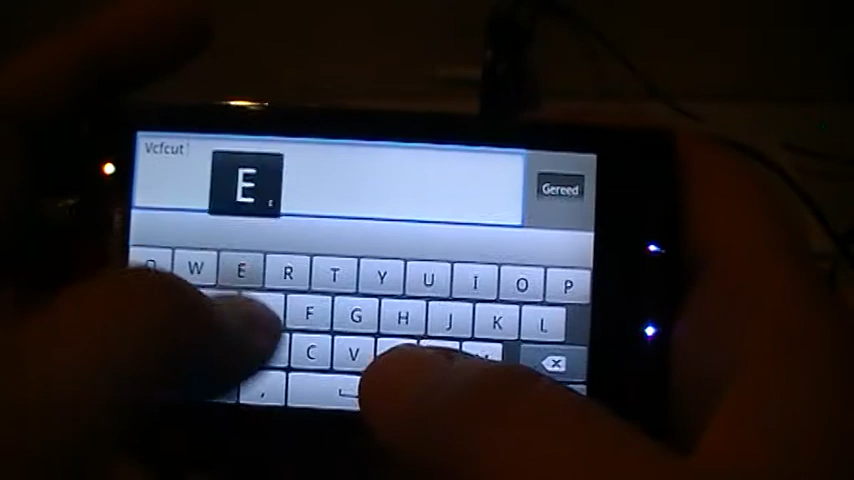 Vcfcut
E
E
Gereed
Q W E R T Y U I O P
F G H J K L
C V
,